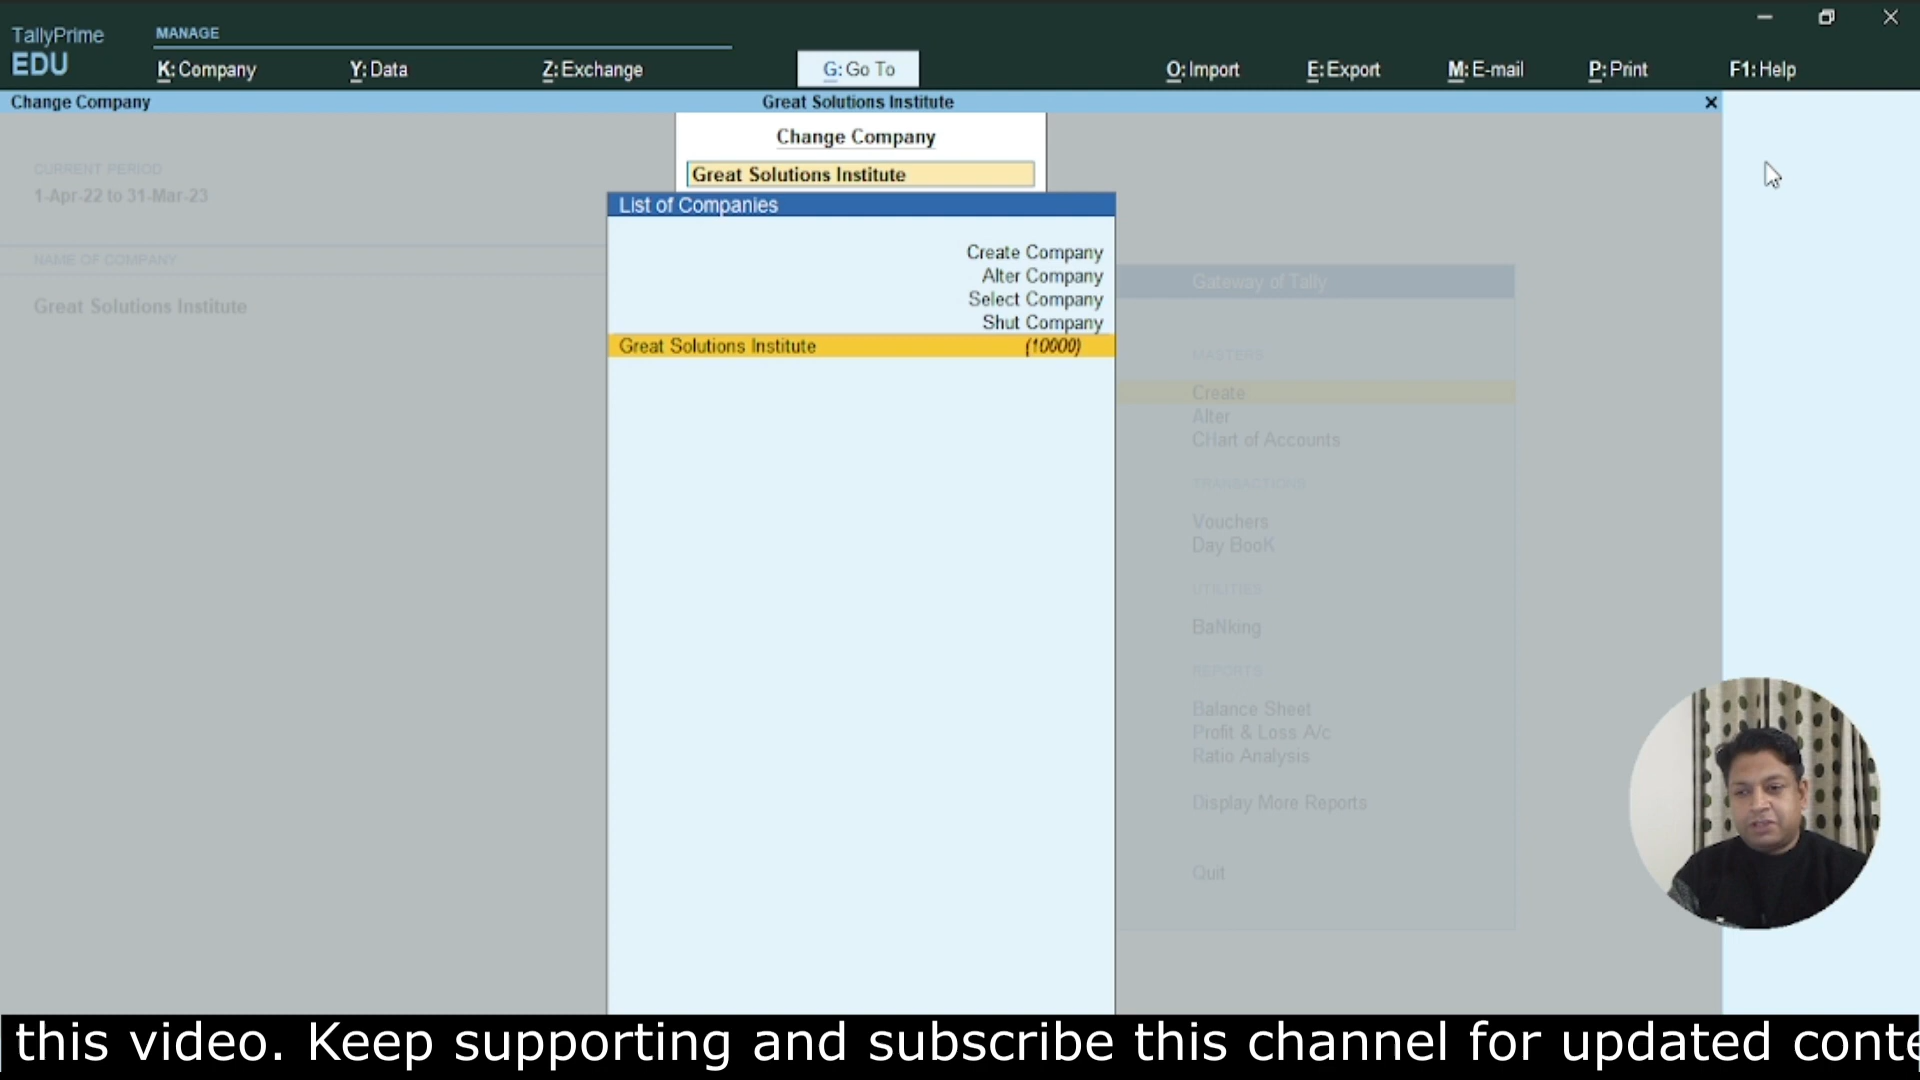 TallyPrime
EDU
MANAGE
K: Company
Y: Data
Z: Exchange
G: Go To
O: Import
E: Export
M: E-mail
P: Print
F1: Help
Change Company
Great Solutions Institute
Change Company
Great Solutions Institute
List of Companies
Create Company
Alter Company
Select Company
Shut Company
Great Solutions Institute (10000)
CURRENT PERIOD
1-Apr-22 to 31-Mar-23
NAME OF COMPANY
Great Solutions Institute
Gateway of Tally
MASTERS
Create
Alter
CHart of Accounts
TRANSACTIONS
Vouchers
Day BooK
UTILITIES
BaNking
REPORTS
Balance Sheet
Profit & Loss A/c
Ratio Analysis
Display More Reports
Quit
this video. Keep supporting and subscribe this channel for updated conte